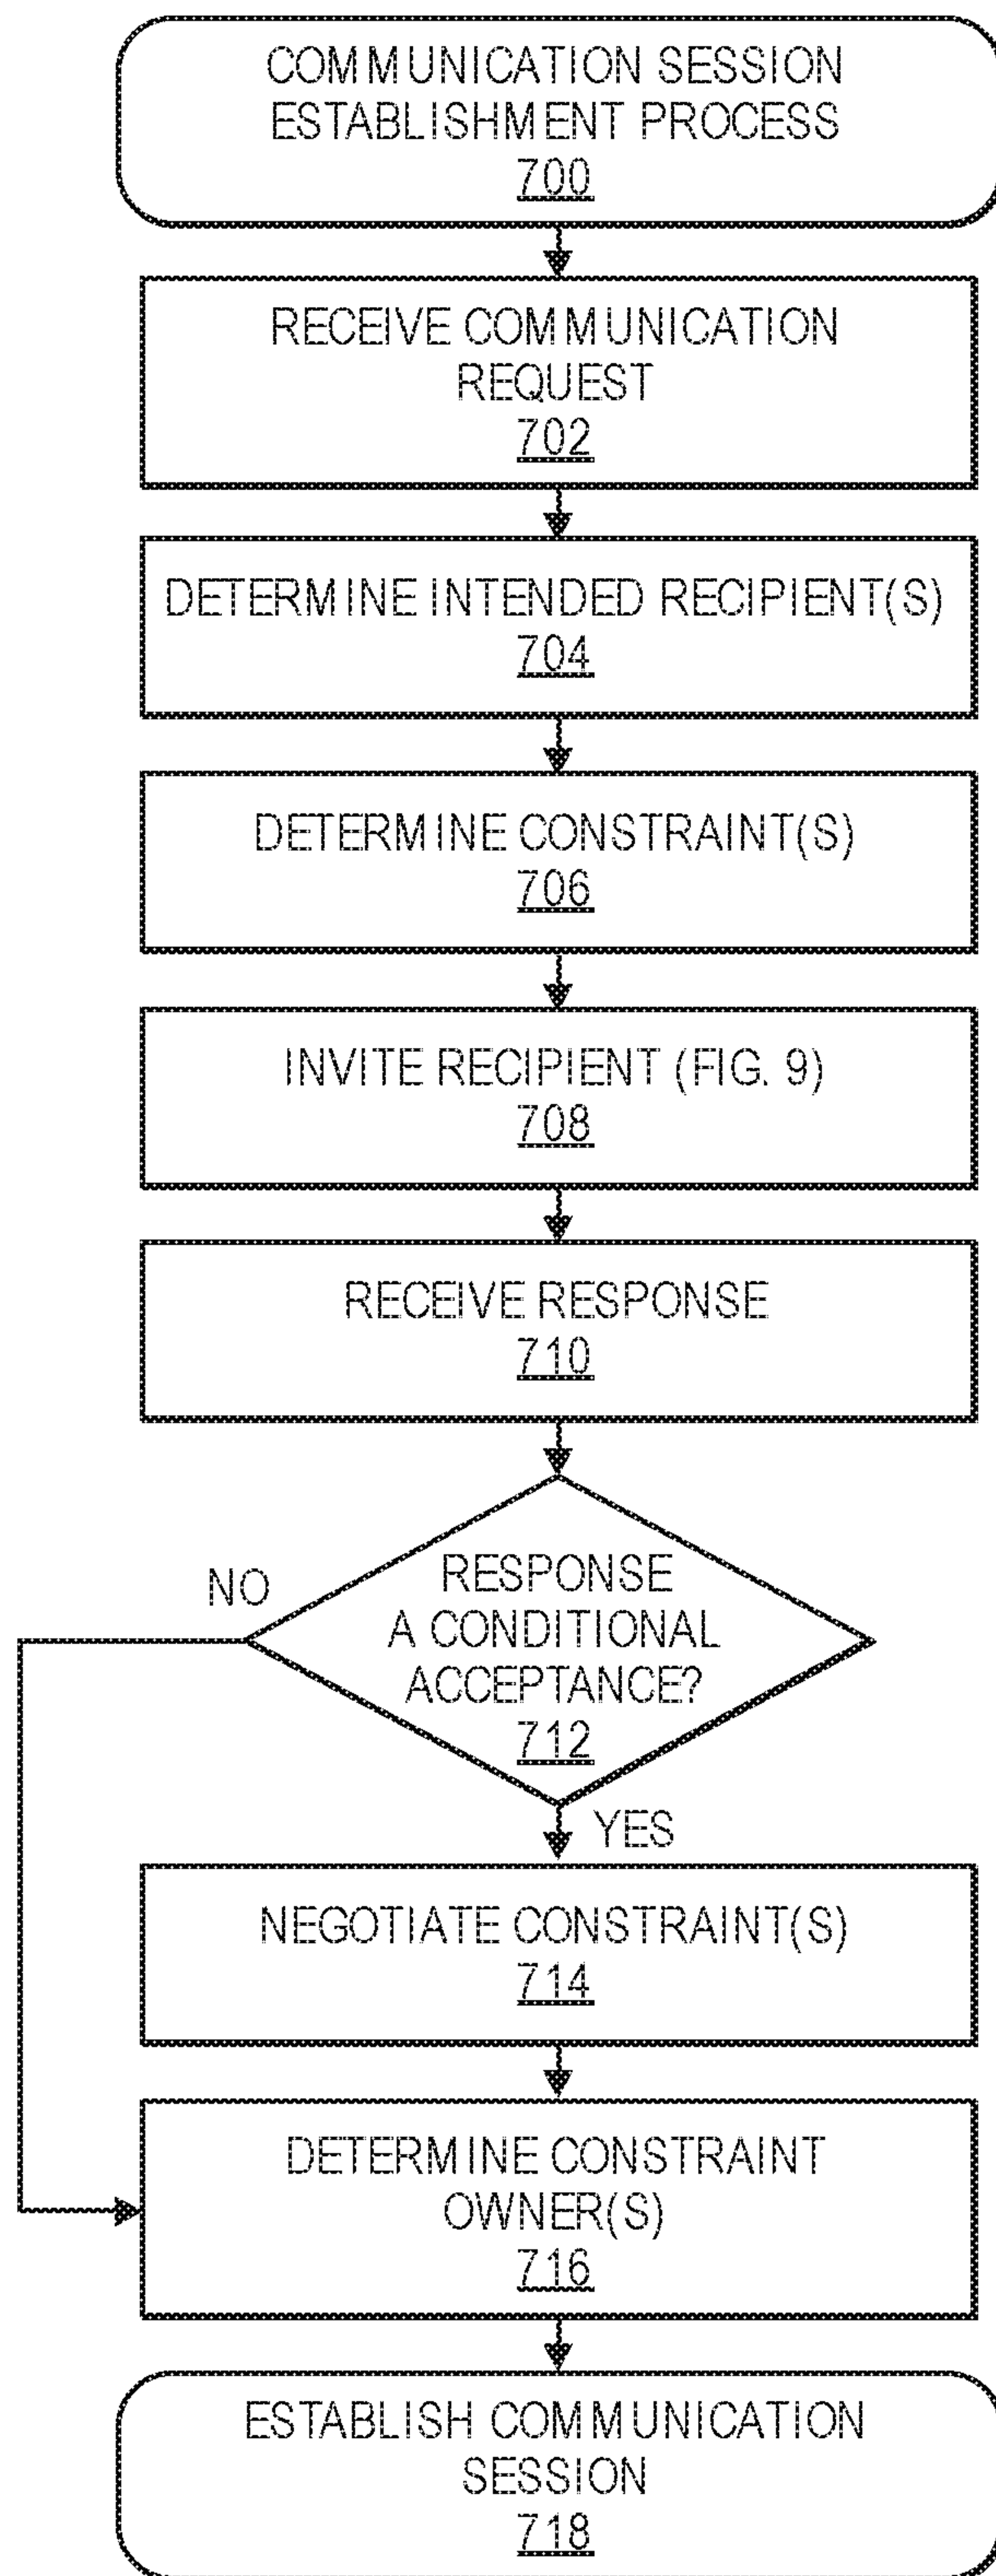 COMMUNICATION SESSION
ESTABLISHMENT PROCESS
700
RECEIVE COMMUNICATION
REQUEST
702
DETERMINE INTENDED RECIPIENT(S)
704
DETERMINE CONSTRAINT(S)
706
INVITE RECIPIENT (FIG. 9)
708
RECEIVE RESPONSE
710
NO
RESPONSE
A CONDITIONAL
ACCEPTANCE?
712
YES
NEGOTIATE CONSTRAINT(S)
714
DETERMINE CONSTRAINT
OWNER(S)
716
ESTABLISH COMMUNICATION
SESSION
718